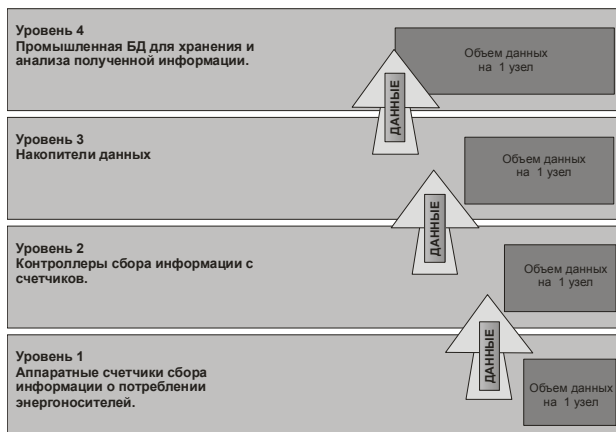 Уровень 4
Промышленная БД для хранения и
анализа полученной информации.
Объем данных
на 1 узел
ДАННЫЕ
Уровень 3
Накопители данных
Объем данных
на 1 узел
ДАННЫЕ
Уровень 2
Контроллеры сбора информации с
счетчиков.
Объем данных
на 1 узел
ДАННЫЕ
Уровень 1
Аппаратные счетчики сбора
информации о потреблении
энергоносителей.
Объем данных
на 1 узел